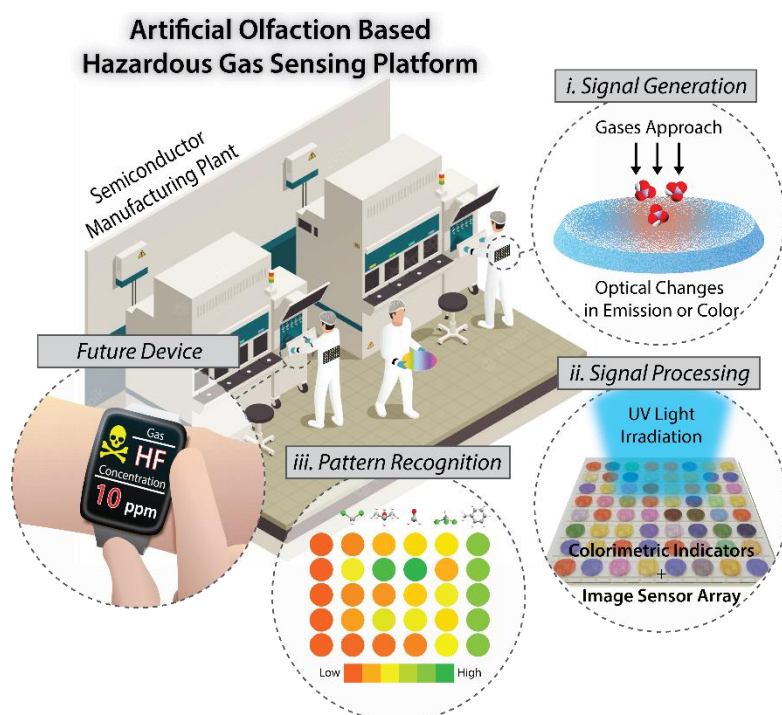 Artificial Olfaction Based
Hazardous Gas Sensing Platform
Semiconductor
Manufacturing Plant
i. Signal Generation
Gases Approach
Optical Changes
in Emission or Color
Future Device
Gas
HF
Concentration
10 ppm
ii. Signal Processing
UV Light
Irradiation
Colorimetric Indicators
+
Image Sensor Array
iii. Pattern Recognition
Low
High